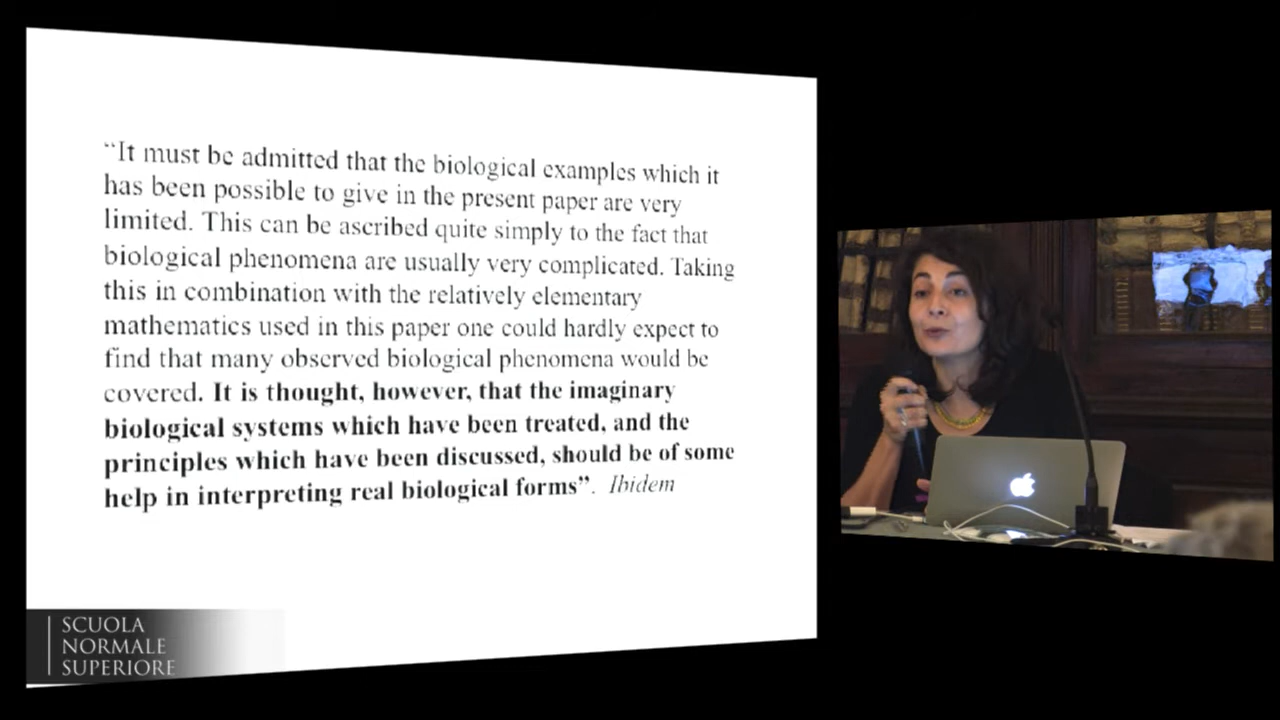 “It must be admitted that the biological examples which it
has been possible to give in the present paper are very
limited. This can be ascribed quite simply to the fact that
biological phenomena are usually very complicated. Taking
this in combination with the relatively elementary
mathematics used in this paper one could hardly expect to
find that many observed biological phenomena would be
covered. It is thought, however, that the imaginary
biological systems which have been treated, and the
principles which have been discussed, should be of some
help in interpreting real biological forms”. Ibidem
SCUOLA
NORMALE
SUPERIORE